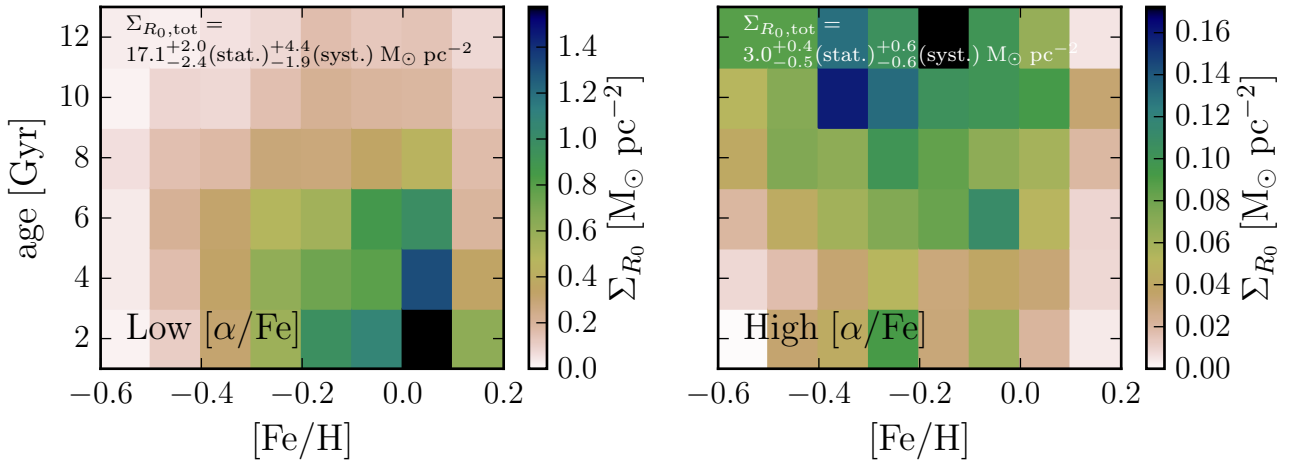 Σ_{R_0,tot} =
17.1^{+2.0}_{-2.4}(stat.)^{+4.4}_{-1.9}(syst.) M_⊙ pc^{-2}
Low [α/Fe]
12
10
8
6
4
2
age [Gyr]
−0.6 −0.4 −0.2 0.0 0.2
[Fe/H]
1.4
1.2
1.0
0.8
0.6
0.4
0.2
0.0
Σ_{R_0} [M_⊙ pc^{-2}]
Σ_{R_0,tot} =
3.0^{+0.4}_{-0.5}(stat.)^{+0.6}_{-0.6}(syst.) M_⊙ pc^{-2}
High [α/Fe]
−0.6 −0.4 −0.2 0.0 0.2
[Fe/H]
0.16
0.14
0.12
0.10
0.08
0.06
0.04
0.02
0.00
Σ_{R_0} [M_⊙ pc^{-2}]